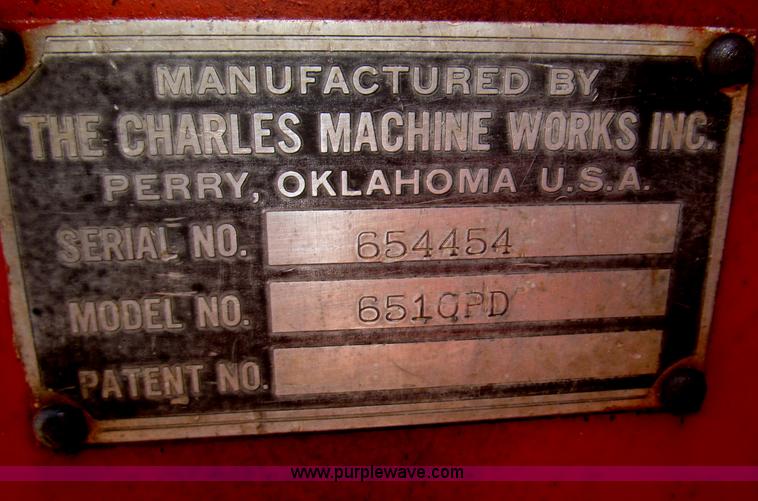 MANUFACTURED BY
THE CHARLES MACHINE WORKS INC.
PERRY, OKLAHOMA U.S.A.
SERIAL NO. 654454
MODEL NO. 6510PD
PATENT NO.
www.purplewave.com